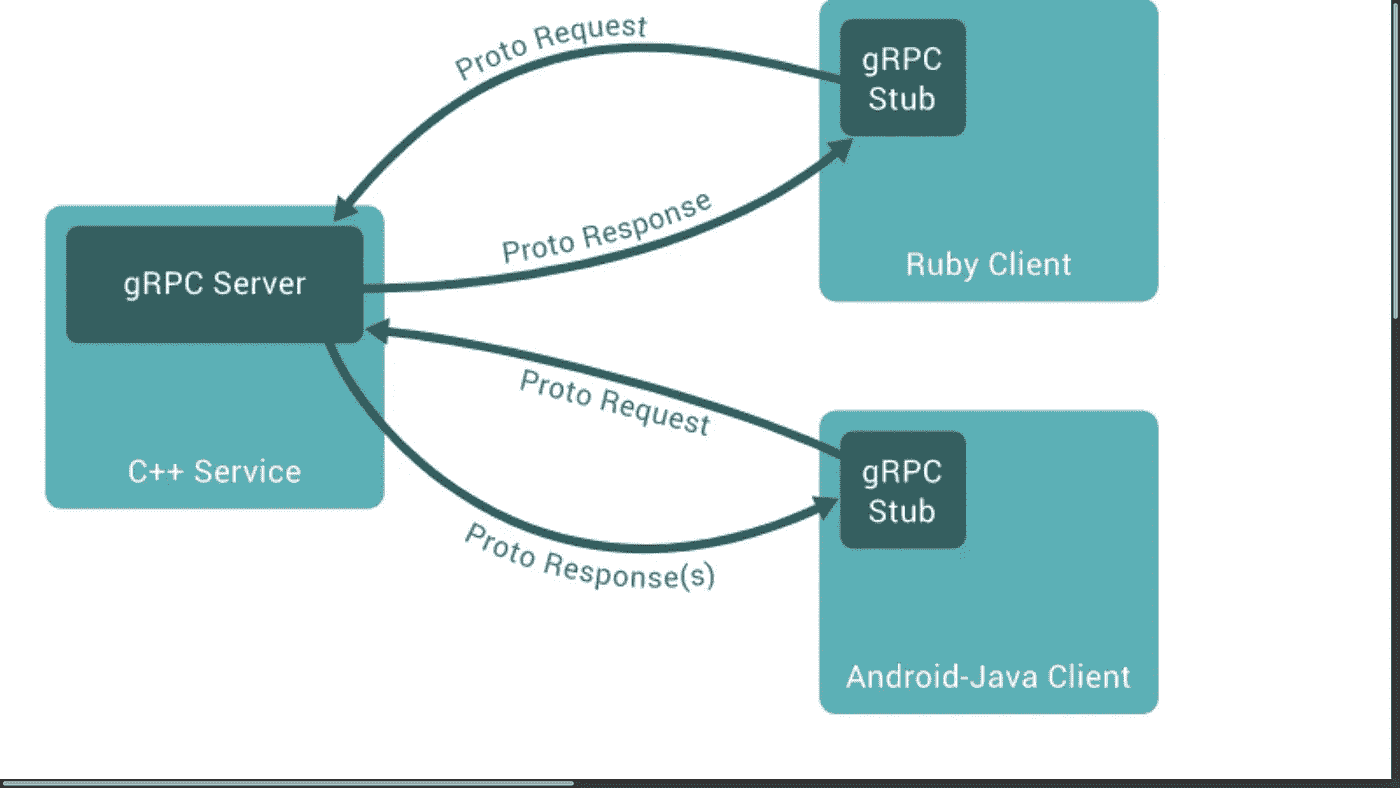 Proto Request
gRPC
Stub
Proto Response
Ruby Client
gRPC Server
C++ Service
Proto Request
gRPC
Stub
Proto Response(s)
Android-Java Client